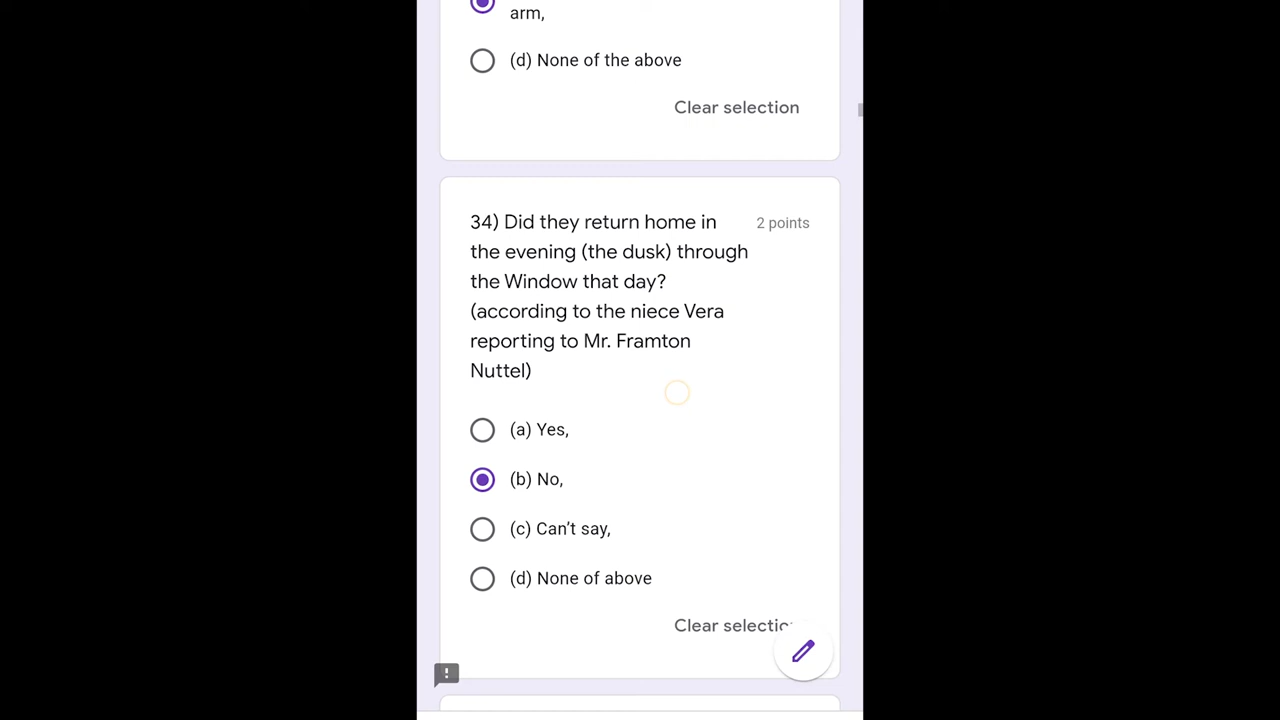 arm,
(d) None of the above
Clear selection
34) Did they return home in
2 points
the evening (the dusk) through
the Window that day?
(according to the niece Vera
reporting to Mr. Framton
Nuttel)
(a) Yes,
(b) No,
(c) Can’t say,
(d) None of above
Clear selection